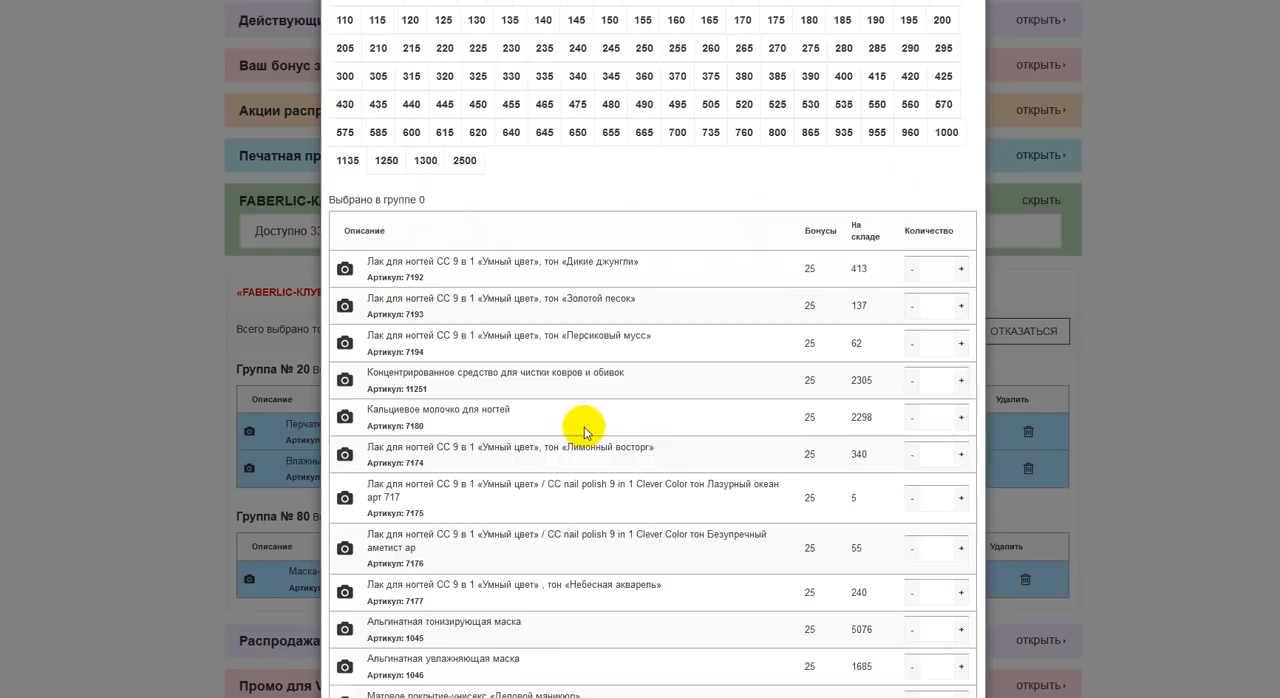 Действующи
открыть ›
Ваш бонус з
открыть ›
Акции распр
открыть ›
Печатная пр
открыть ›
FABERLIC-К
скрыть
Доступно 33
«FABERLIC-КЛУБ
Всего выбрано то
ОТКАЗАТЬСЯ
Группа № 20 В
Описание
Удалить
Перчатк
Артикул
Влажны
Артикул
Группа № 80 В
Описание
Удалить
Маска-
Артикул
Распродажа
открыть ›
Промо для V
открыть ›
110 115 120 125 130 135 140 145 150 155 160 165 170 175 180 185 190 195 200
205 210 215 220 225 230 235 240 245 250 255 260 265 270 275 280 285 290 295
300 305 315 320 325 330 335 340 345 360 370 375 380 385 390 400 415 420 425
430 435 440 445 450 455 465 475 480 490 495 505 520 525 530 535 550 560 570
575 585 600 615 620 640 645 650 655 665 700 735 760 800 865 935 955 960 1000
1135 1250 1300 2500
Выбрано в группе 0
Описание Бонусы На складе Количество
Лак для ногтей СС 9 в 1 «Умный цвет», тон «Дикие джунгли»
Артикул: 7192
25 413 - +
Лак для ногтей СС 9 в 1 «Умный цвет», тон «Золотой песок»
Артикул: 7193
25 137 - +
Лак для ногтей СС 9 в 1 «Умный цвет», тон «Персиковый мусс»
Артикул: 7194
25 62 - +
Концентрированное средство для чистки ковров и обивок
Артикул: 11251
25 2305 - +
Кальциевое молочко для ногтей
Артикул: 7180
25 2298 - +
Лак для ногтей СС 9 в 1 «Умный цвет», тон «Лимонный восторг»
Артикул: 7174
25 340 - +
Лак для ногтей СС 9 в 1 «Умный цвет» / CC nail polish 9 in 1 Clever Color тон Лазурный океан
арт 717
Артикул: 7175
25 5 - +
Лак для ногтей СС 9 в 1 «Умный цвет» / CC nail polish 9 in 1 Clever Color тон Безупречный
аметист ар
Артикул: 7176
25 55 - +
Лак для ногтей СС 9 в 1 «Умный цвет» , тон «Небесная акварель»
Артикул: 7177
25 240 - +
Альгинатная тонизирующая маска
Артикул: 1045
25 5076 - +
Альгинатная увлажняющая маска
Артикул: 1046
25 1685 - +
Матовое покрытие-унисекс «Деловой маникюр»